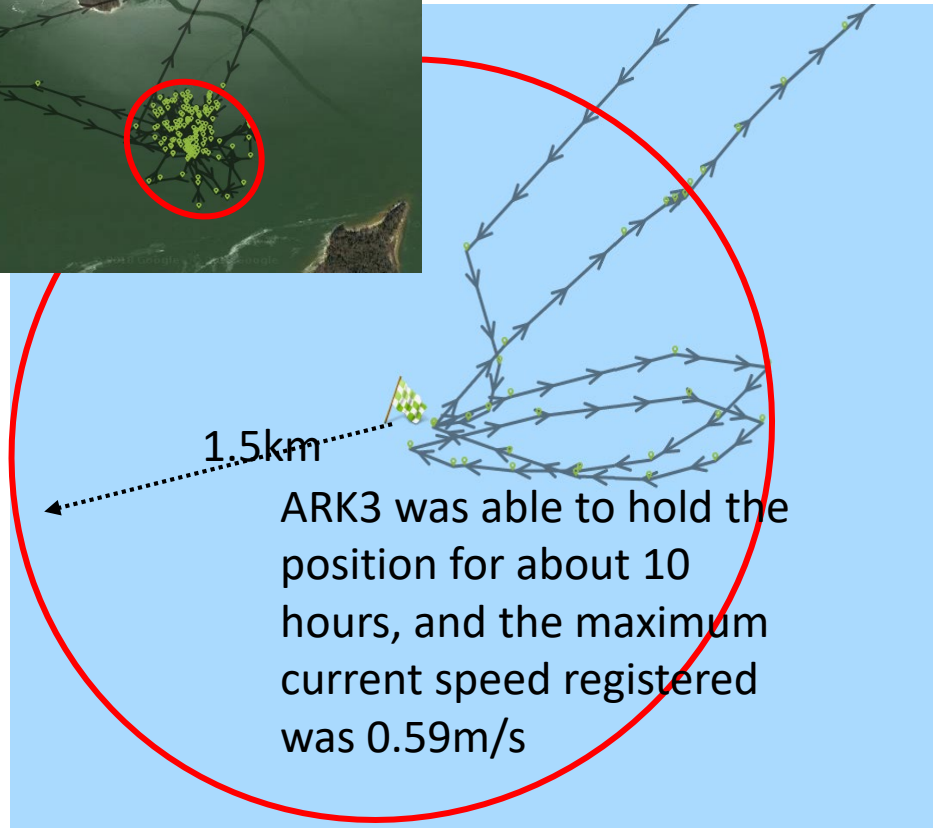 1.5km
ARK3 was able to hold the
position for about 10
hours, and the maximum
current speed registered
was 0.59m/s